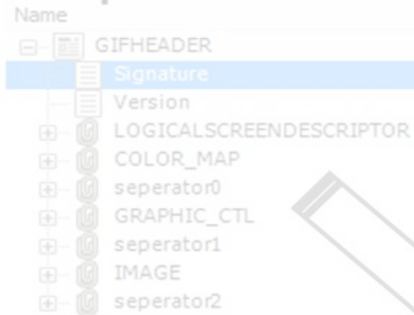 Name
GIFHEADER
Signature
Version
LOGICALSCREENDESCRIPTOR
COLOR_MAP
seperator0
GRAPHIC_CTL
seperator1
IMAGE
seperator2